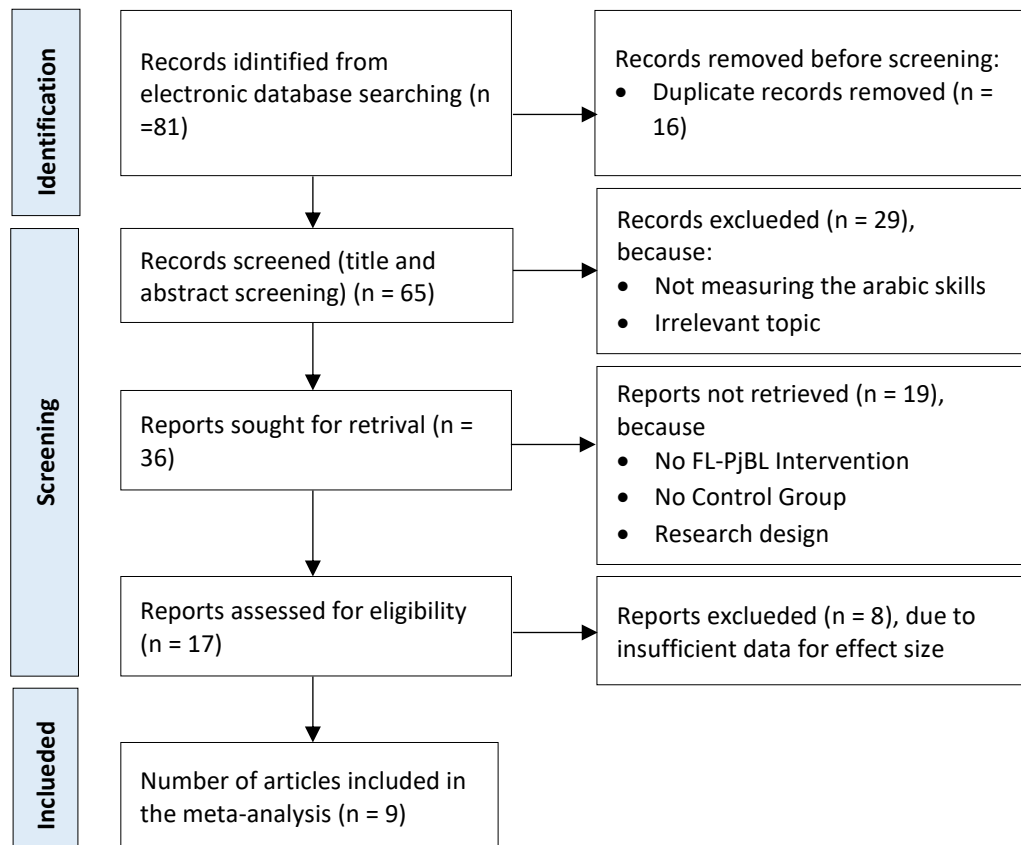 Identification
Records idintified from
electronic database searching (n
=81)
Records removed before screening:
• Duplicate records removed (n =
16)
Screening
Records screened (title and
abstract screening) (n = 65)
Records exclueded (n = 29),
because:
• Not measuring the arabic skills
• Irrelevant topic
Reports sought for retrival (n =
36)
Reports not retrieved (n = 19),
because
• No FL-PjBL Intervention
• No Control Group
• Research design
Reports assessed for eligibility
(n = 17)
Reports exclueded (n = 8), due to
insufficient data for effect size
Inclueded
Number of articles included in
the meta-analysis (n = 9)